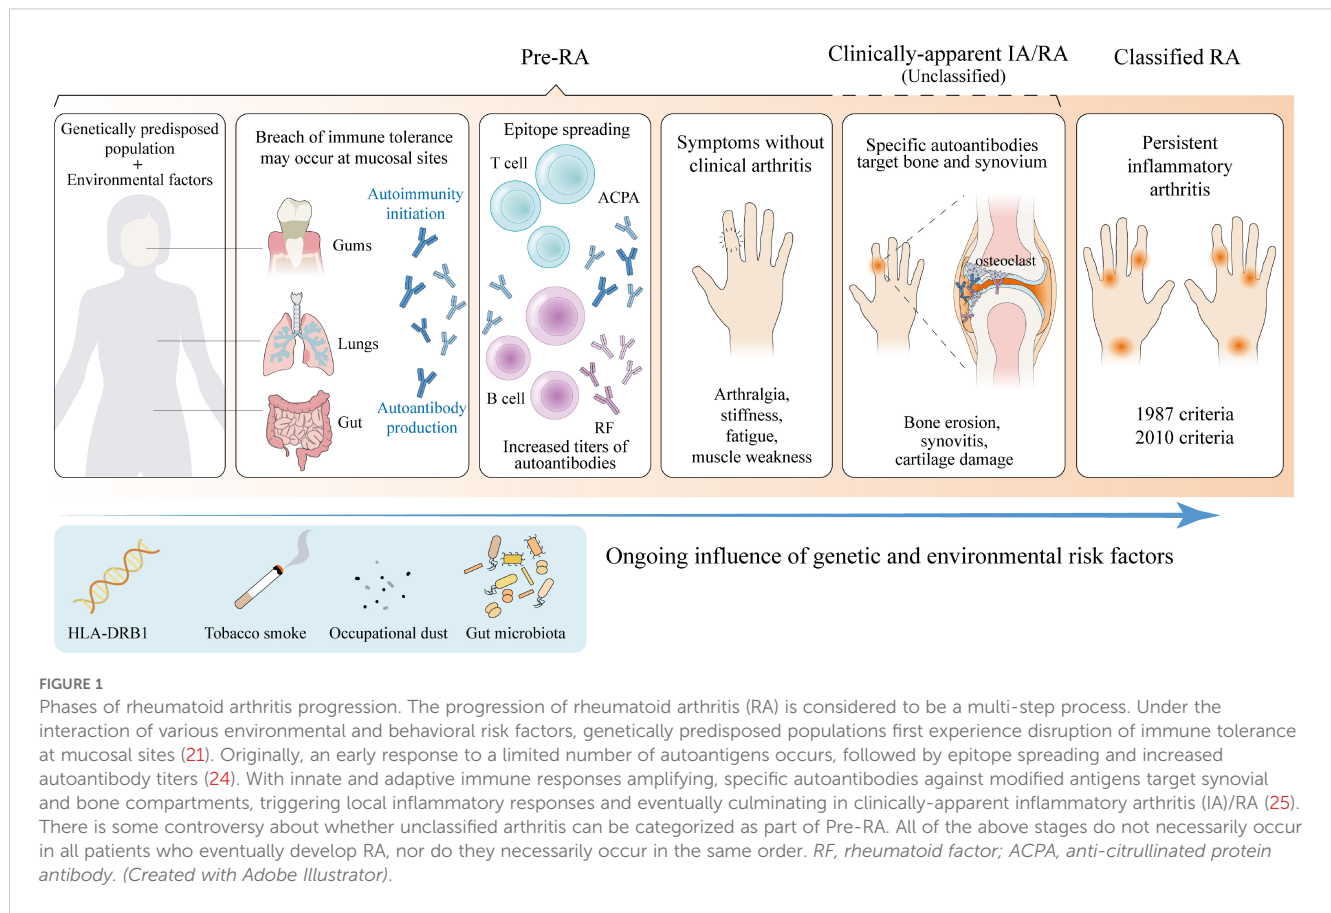 Pre-RA
Clinically-apparent IA/RA
(Unclassified)
Classified RA
Genetically predisposed
population
+
Environmental factors
Breach of immune tolerance
may occur at mucosal sites
Autoimmunity
initiation
Gums
Lungs
Gut
Autoantibody
production
Epitope spreading
T cell
ACPA
B cell
RF
Increased titers of
autoantibodies
Symptoms without
clinical arthritis
Arthralgia,
stiffness,
fatigue,
muscle weakness
Specific autoantibodies
target bone and synovium
osteoclast
Bone erosion,
synovitis,
cartilage damage
Persistent
inflammatory
arthritis
1987 criteria
2010 criteria
Ongoing influence of genetic and environmental risk factors
HLA-DRB1
Tobacco smoke
Occupational dust
Gut microbiota
FIGURE 1
Phases of rheumatoid arthritis progression. The progression of rheumatoid arthritis (RA) is considered to be a multi-step process. Under the
interaction of various environmental and behavioral risk factors, genetically predisposed populations first experience disruption of immune tolerance
at mucosal sites (21). Originally, an early response to a limited number of autoantigens occurs, followed by epitope spreading and increased
autoantibody titers (24). With innate and adaptive immune responses amplifying, specific autoantibodies against modified antigens target synovial
and bone compartments, triggering local inflammatory responses and eventually culminating in clinically-apparent inflammatory arthritis (IA)/RA (25).
There is some controversy about whether unclassified arthritis can be categorized as part of Pre-RA. All of the above stages do not necessarily occur
in all patients who eventually develop RA, nor do they necessarily occur in the same order. RF, rheumatoid factor; ACPA, anti-citrullinated protein
antibody. (Created with Adobe Illustrator).